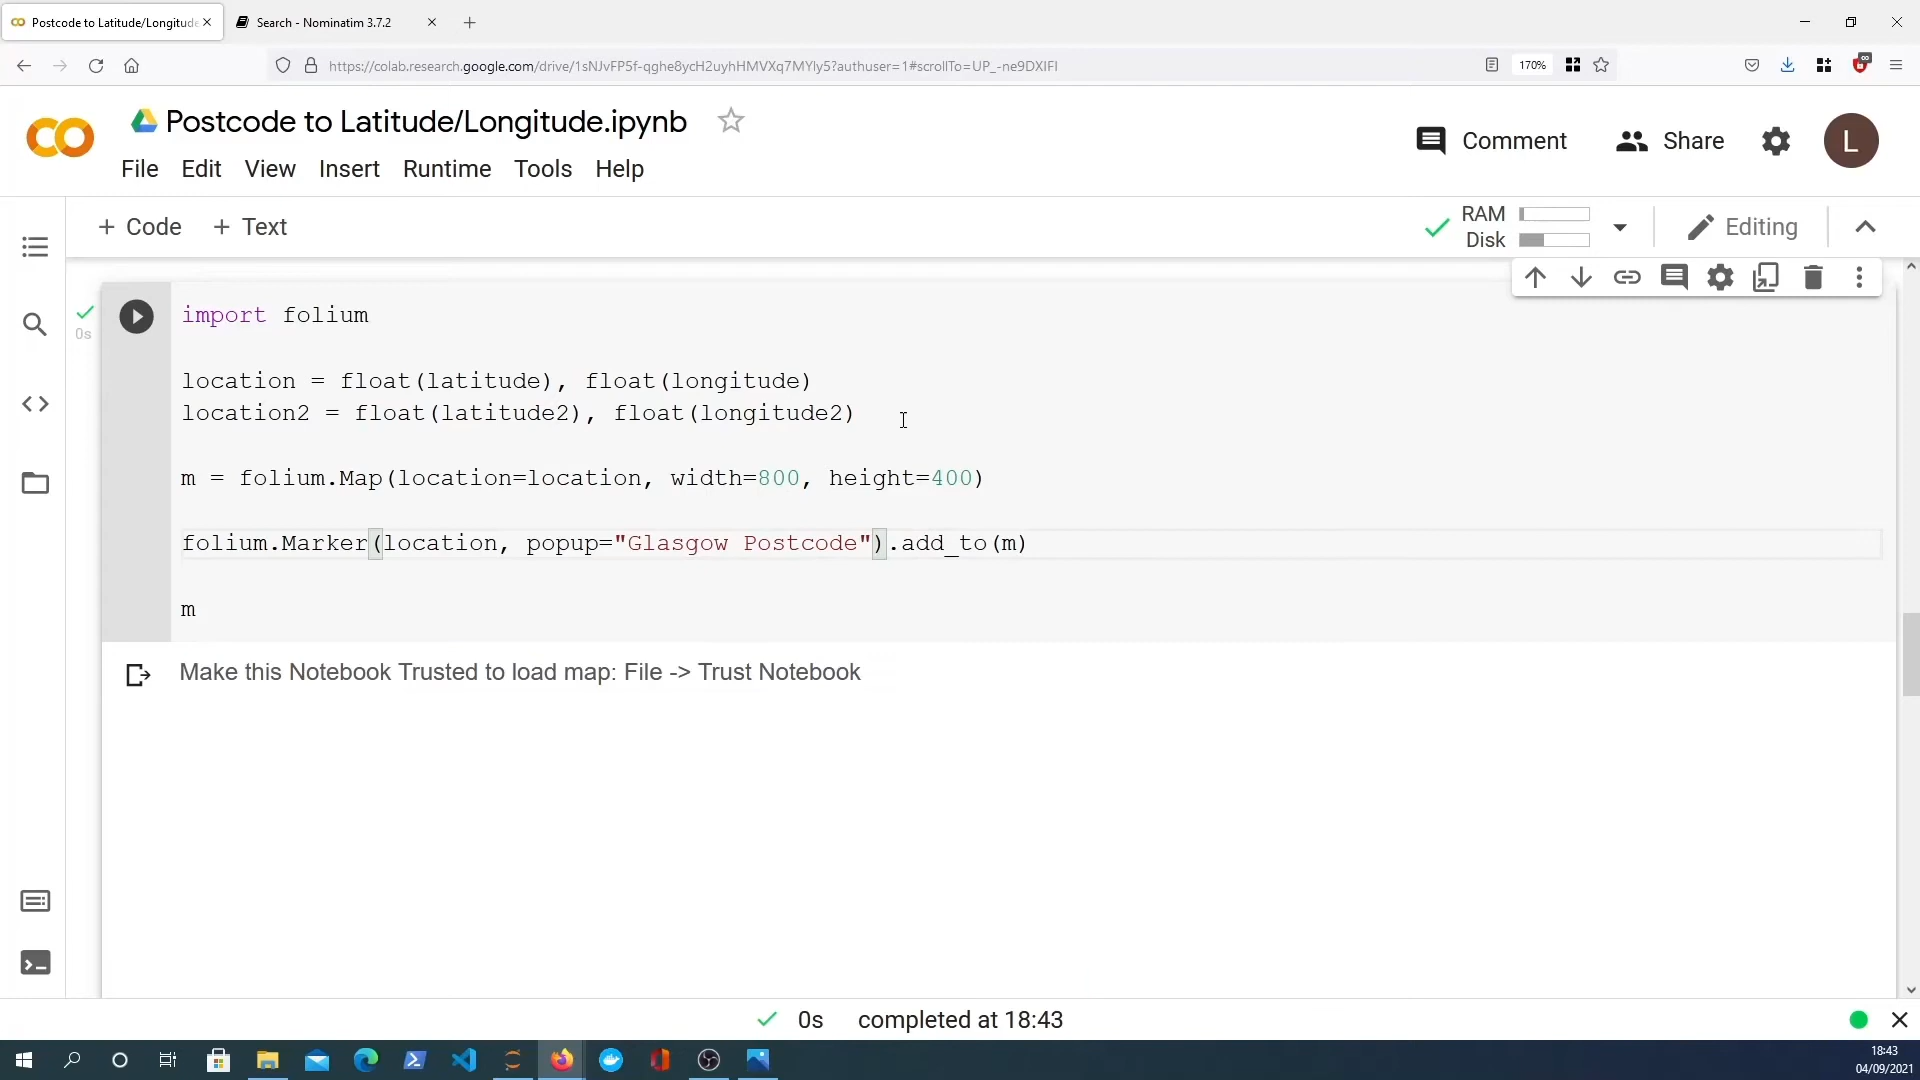 Postcode to Latitude/Longitude
Search - Nominatim 3.7.2
https://colab.research.google.com/drive/1sNJvFP5f-qghe8ycH2uyhHMVXq7MYly5?authuser=1#scrollTo=UP_-ne9DXIFI
170%
Postcode to Latitude/Longitude.ipynb
Comment
Share
L
File Edit View Insert Runtime Tools Help
+ Code + Text
RAM
Disk
Editing
0s
import folium
location = float(latitude), float(longitude)
location2 = float(latitude2), float(longitude2)
m = folium.Map(location=location, width=800, height=400)
folium.Marker(location, popup="Glasgow Postcode").add_to(m)
m
Make this Notebook Trusted to load map: File -> Trust Notebook
0s completed at 18:43
18:43
04/09/2021